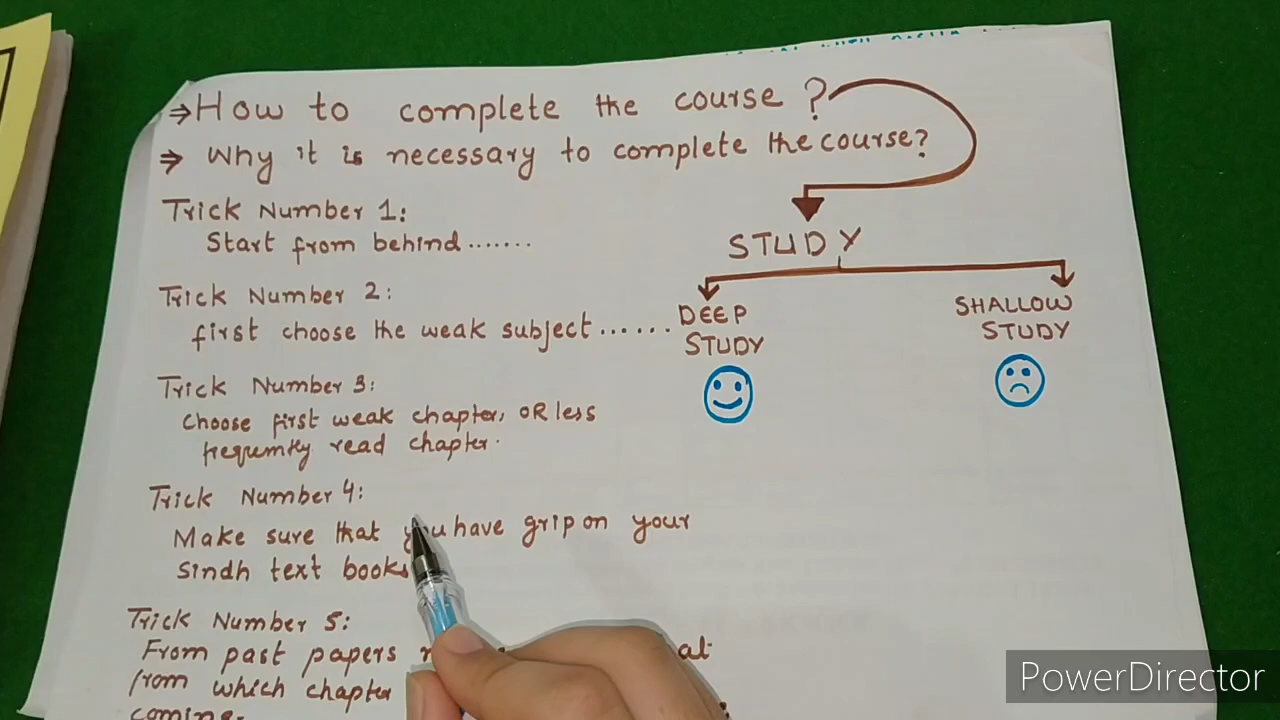 ⇒ How to complete the course ?
⇒ Why it is necessary to complete the course?
Trick Number 1:
Start from behind.......
STUDY
Trick Number 2:
first choose the weak subject ......
DEEP
STUDY
SHALLOW
STUDY
Trick Number 3:
Choose first weak chapter, OR less
frequently read chapter.
Trick Number 4:
Make sure that you have grip on your
Sindh text books
Trick Number 5:
From past papers
from which chapter
coming.
PowerDirector